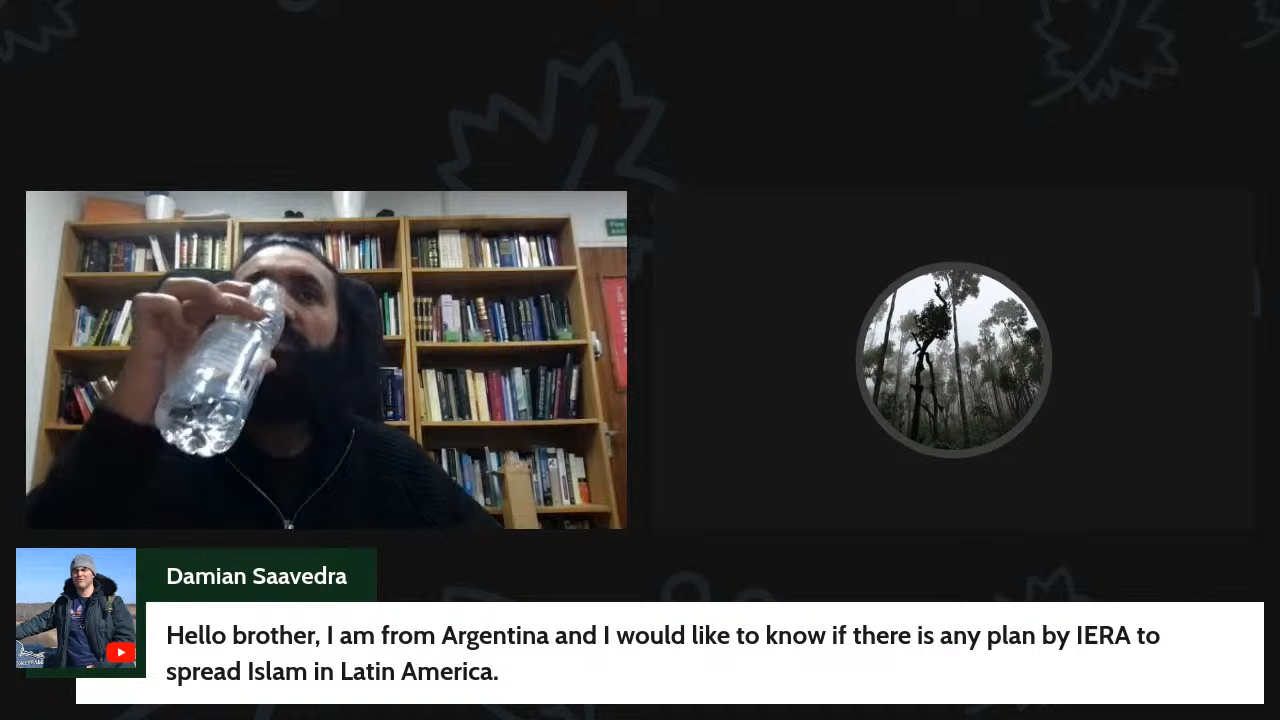 Damian Saavedra
Hello brother, I am from Argentina and I would like to know if there is any plan by IERA to
spread Islam in Latin America.